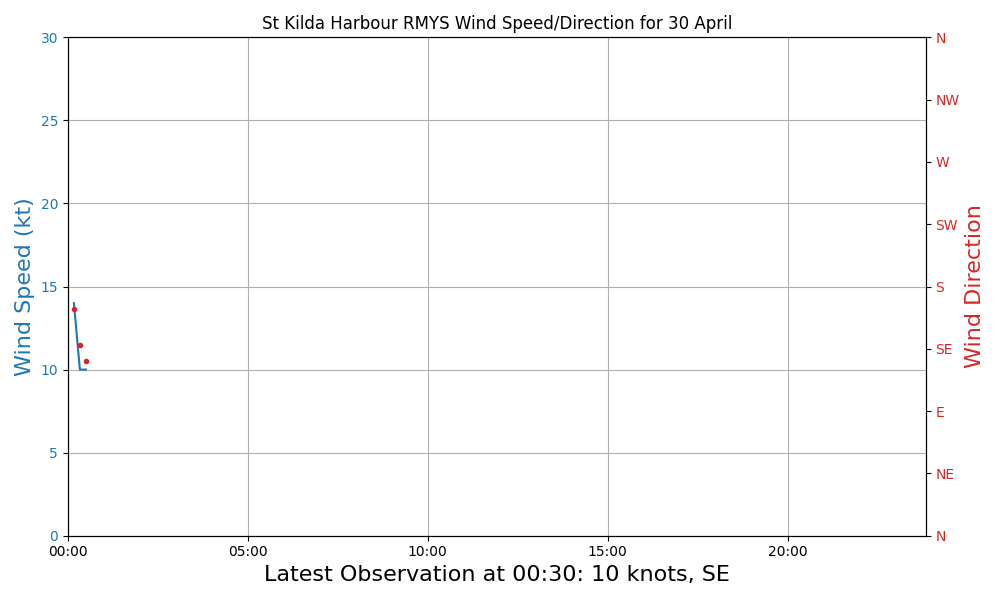 St Kilda Harbour RMYS Wind Speed/Direction for 30 April
Wind Speed (kt)
30
25
20
15
10
5
0
00:00
05:00
10:00
15:00
20:00
N
NW
W
SW
S
SE
E
NE
N
Wind Direction
Latest Observation at 00:30: 10 knots, SE